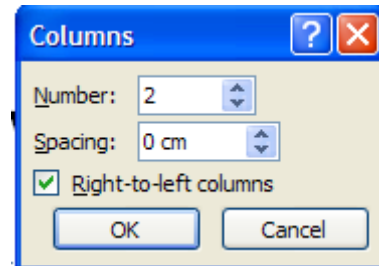 Columns
Number: 2
Spacing: 0 cm
Right-to-left columns
OK Cancel